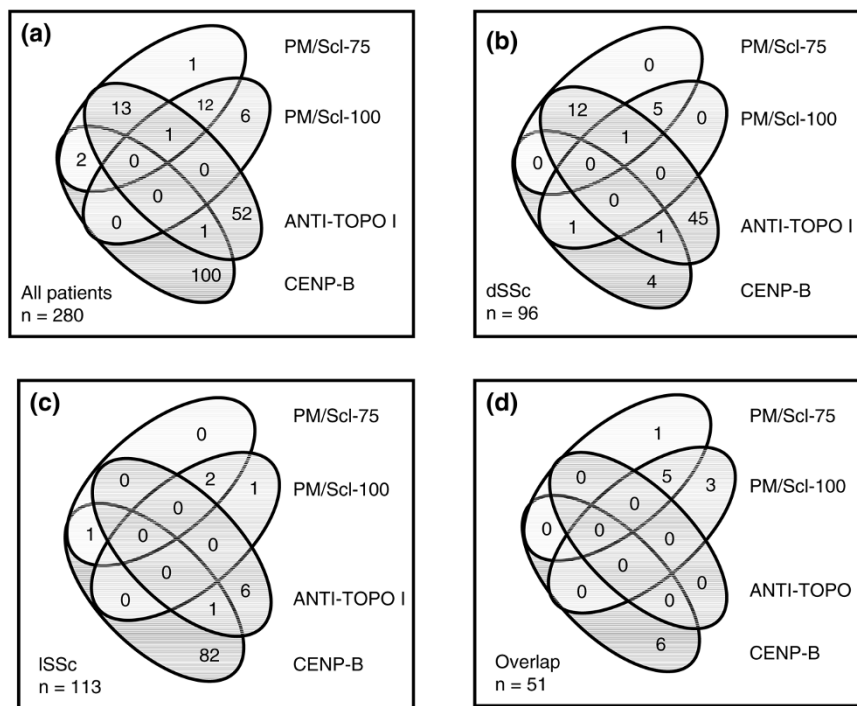 (a)
1
PM/Scl-75
13
12
6
PM/Scl-100
1
2
0
0
0
0
52
ANTI-TOPO I
1
100
CENP-B
All patients
n = 280
(b)
0
PM/Scl-75
12
5
0
PM/Scl-100
1
0
0
0
0
1
45
ANTI-TOPO I
1
4
CENP-B
dSSc
n = 96
(c)
0
PM/Scl-75
0
2
1
PM/Scl-100
0
1
0
0
0
0
6
ANTI-TOPO I
1
82
CENP-B
lSSc
n = 113
(d)
1
PM/Scl-75
0
5
3
PM/Scl-100
0
0
0
0
0
0
0
ANTI-TOPO
0
6
CENP-B
Overlap
n = 51